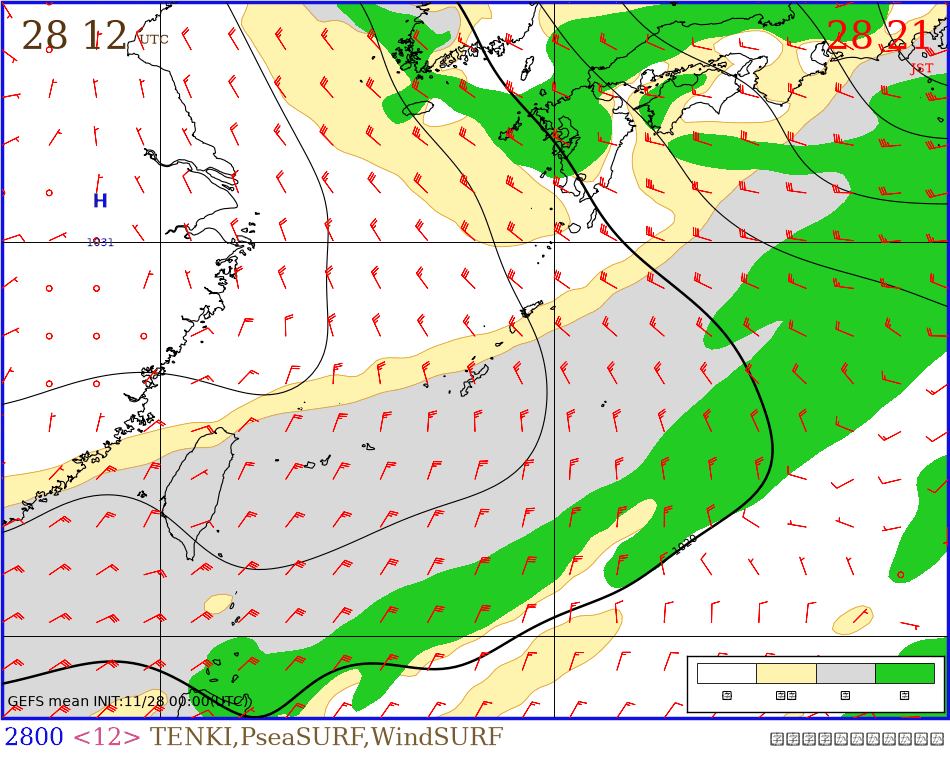 28 12 UTC
28 21
JST
H
1031
1020
GEFS mean INIT:11/28 00:00(UTC)
2800 <12> TENKI,PseaSURF,WindSURF